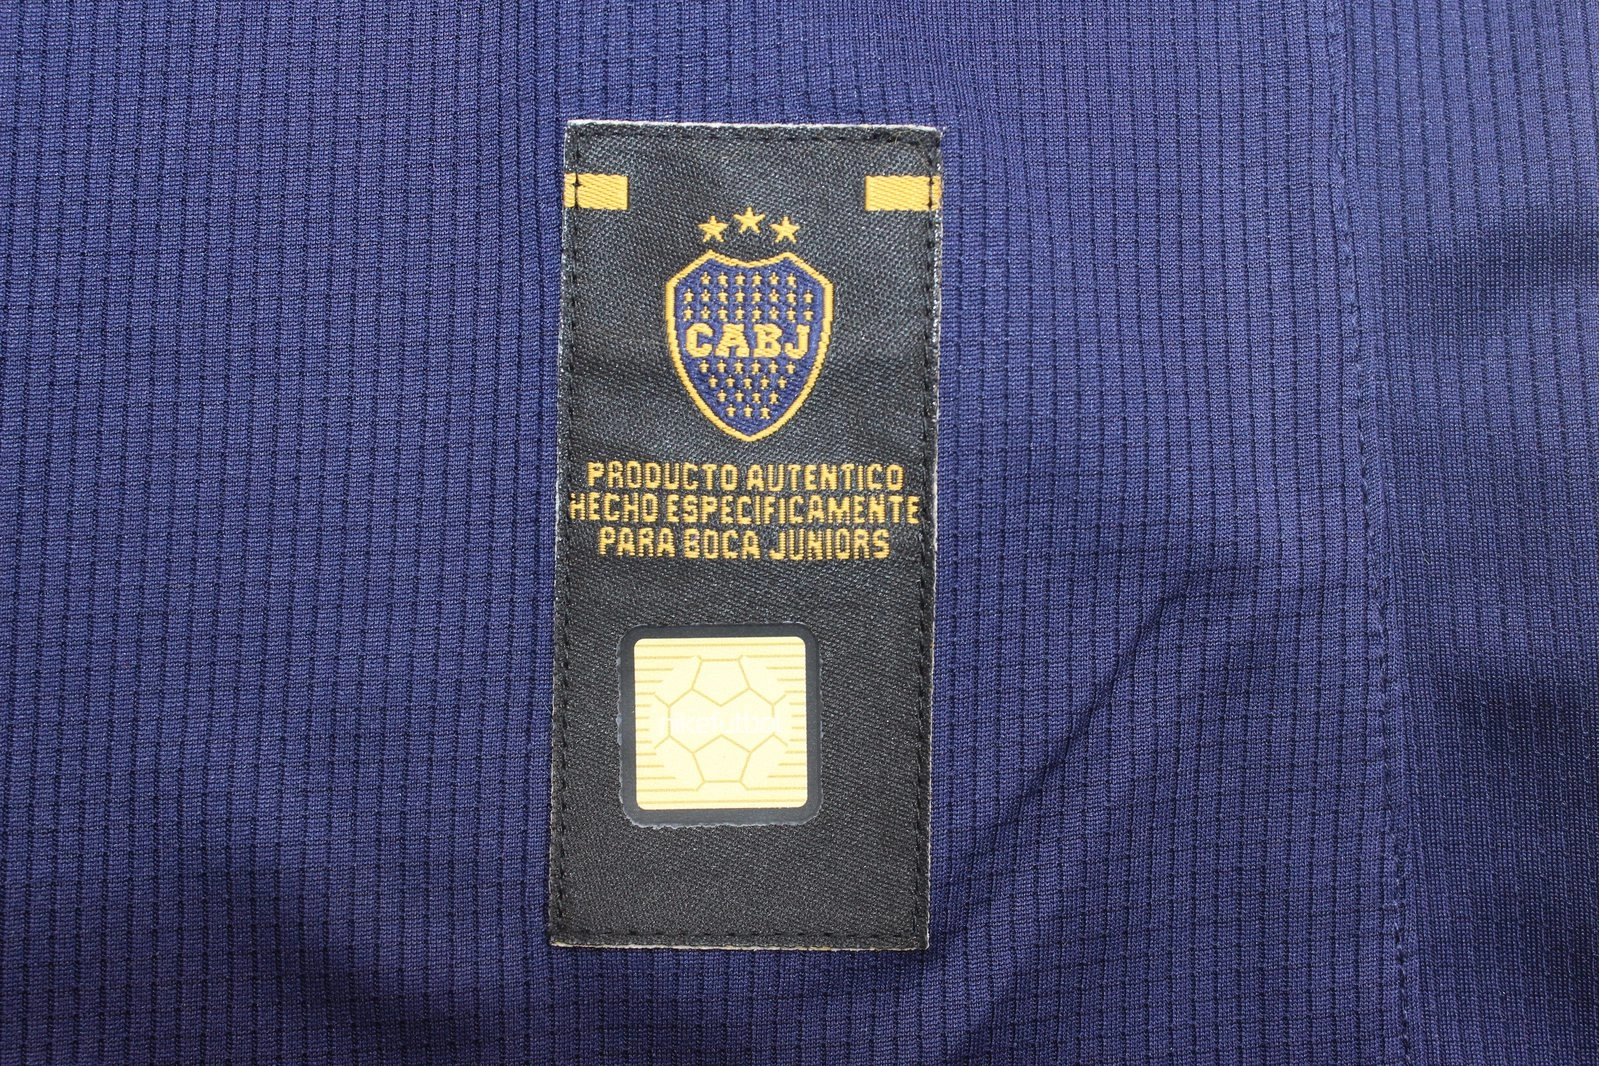 CABJ
PRODUCTO AUTENTICO
HECHO ESPECIFICAMENTE
PARA BOCA JUNIORS